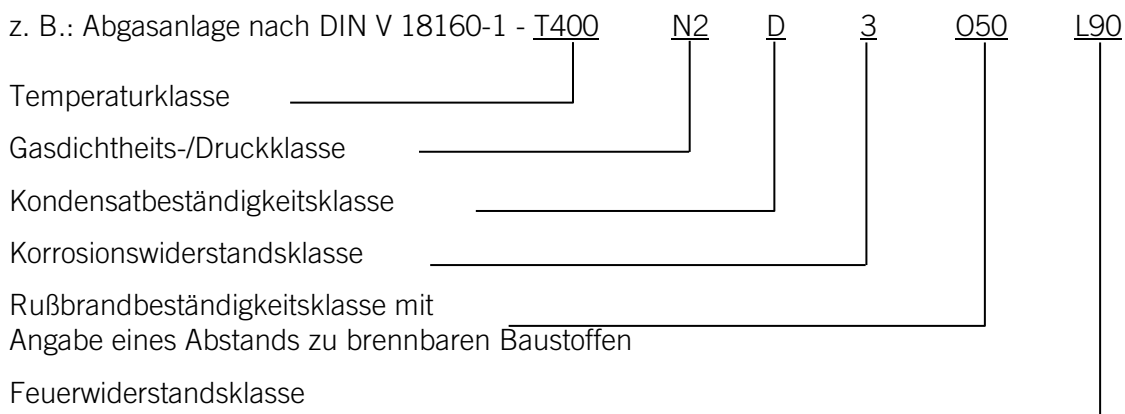 z. B.: Abgasanlage nach DIN V 18160-1 - T400 N2 D 3 O50 L90
Temperaturklasse
Gasdichtheits-/Druckklasse
Kondensatbeständigkeitsklasse
Korrosionswiderstandsklasse
Rußbrandbeständigkeitsklasse mit
Angabe eines Abstands zu brennbaren Baustoffen
Feuerwiderstandsklasse